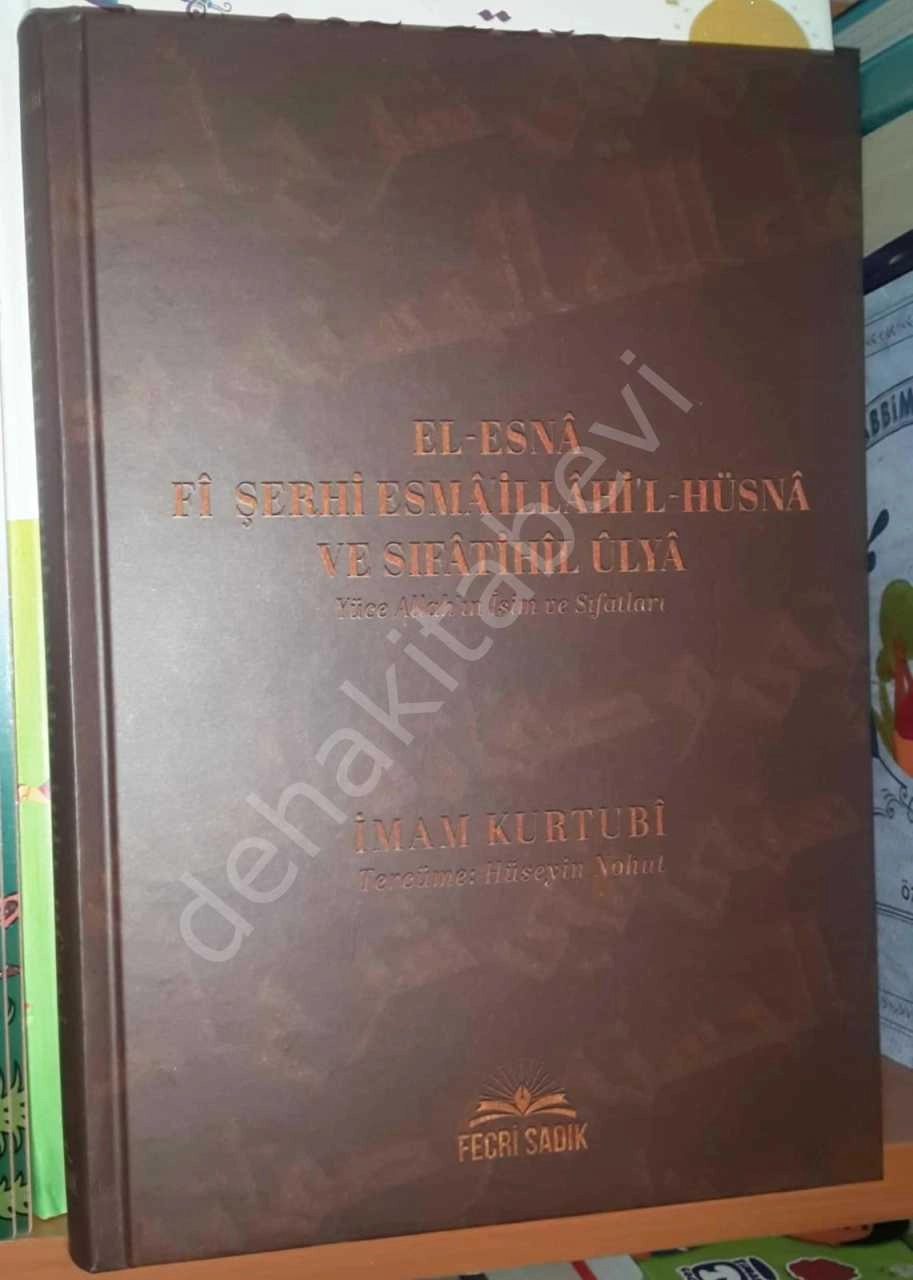 EL-ESNÂ
FÎ ŞERHİ ESMÂİLLÂHİ'L-HÜSNÂ
VE SIFÂTİHÎL ÛLYÂ
Yüce Allah'ın İsim ve Sıfatları
İMAM KURTUBÎ
Tercüme: Hüseyin Nohut
FECRİ SADIK
dehakitabevi